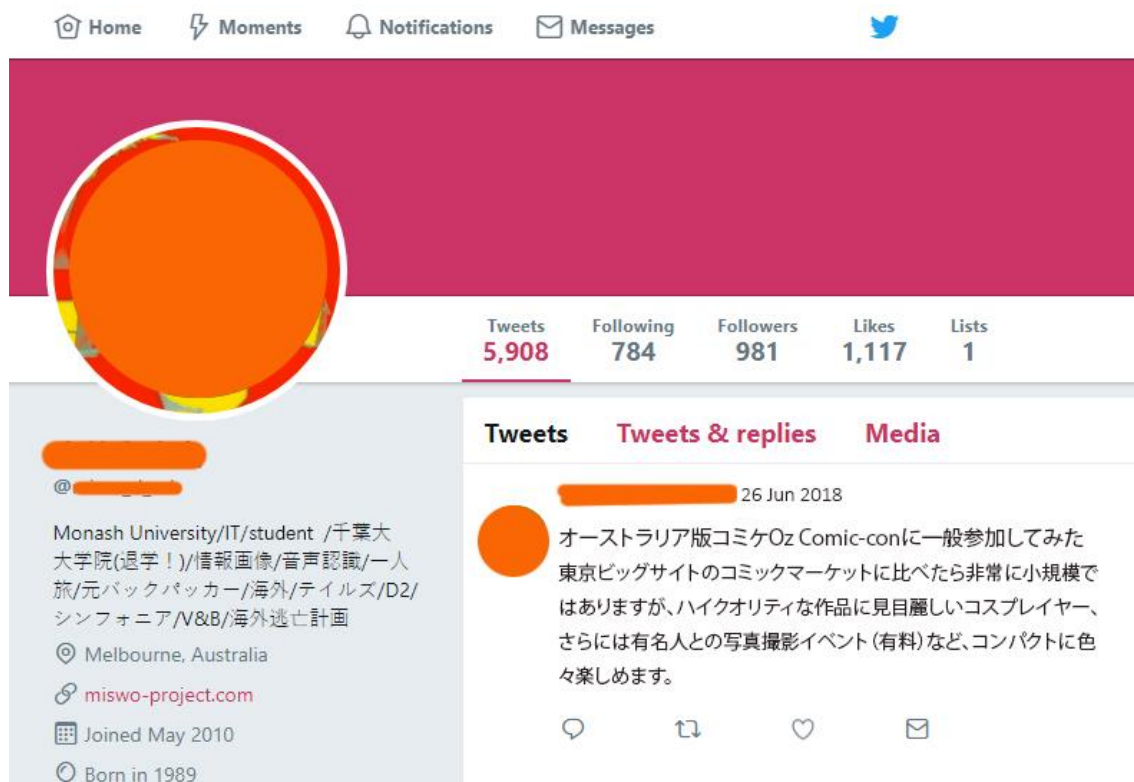 Home Moments Notifications Messages
Tweets Following Followers Likes Lists
5,908 784 981 1,117 1
Tweets Tweets & replies Media
@
Monash University/IT/student /千葉大
大学院(退学!)/情報画像/音声認識/一人
旅/元バックパッカー/海外/テイルズ/D2/
シンフォニア/V&B/海外逃亡計画
Melbourne, Australia
miswo-project.com
Joined May 2010
Born in 1989
26 Jun 2018
オーストラリア版コミケOz Comic-conに一般参加してみた
東京ビッグサイトのコミックマーケットに比べたら非常に小規模で
はありますが、ハイクオリティな作品に見目麗しいコスプレイヤー、
さらには有名人との写真撮影イベント(有料)など、コンパクトに色
々楽しめます。